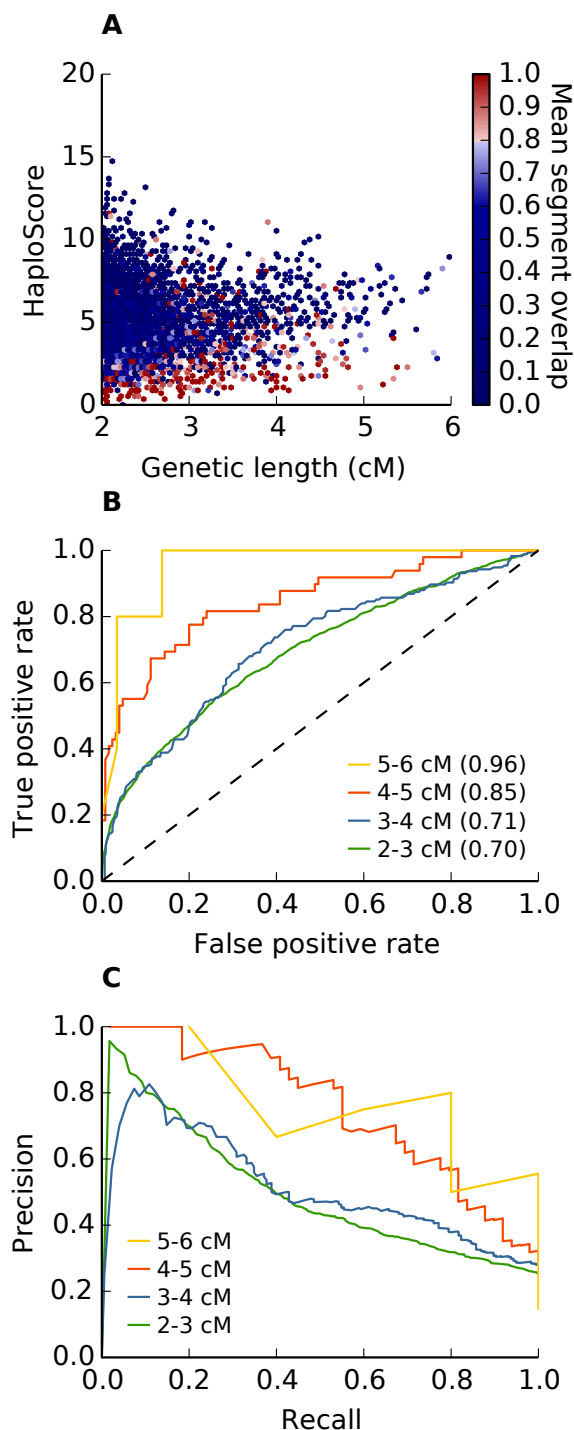 A
20
15
10
5
0
HaploScore
2 3 4 5 6
Genetic length (cM)
1.0
0.9
0.8
0.7
0.6
0.5
0.4
0.3
0.2
0.1
0.0
Mean segment overlap
B
1.0
0.8
0.6
0.4
0.2
0.0
True positive rate
5-6 cM (0.96)
4-5 cM (0.85)
3-4 cM (0.71)
2-3 cM (0.70)
0.0 0.2 0.4 0.6 0.8 1.0
False positive rate
C
1.0
0.8
0.6
0.4
0.2
0.0
Precision
5-6 cM
4-5 cM
3-4 cM
2-3 cM
0.0 0.2 0.4 0.6 0.8 1.0
Recall